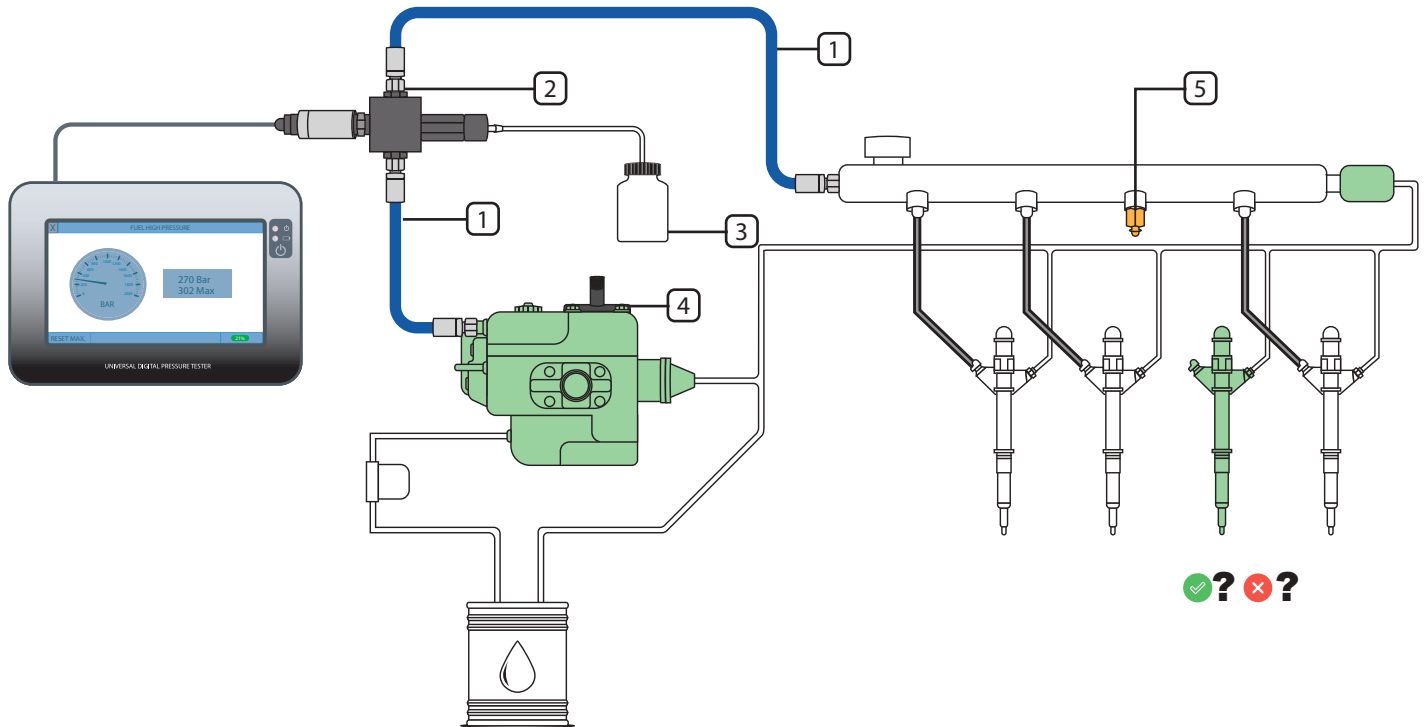 1
2
5
1
3
4
X
FUEL HIGH PRESSURE
270 Bar
302 Max
BAR
RESET MAX.
21%
UNIVERSAL DIGITAL PRESSURE TESTER
? ?